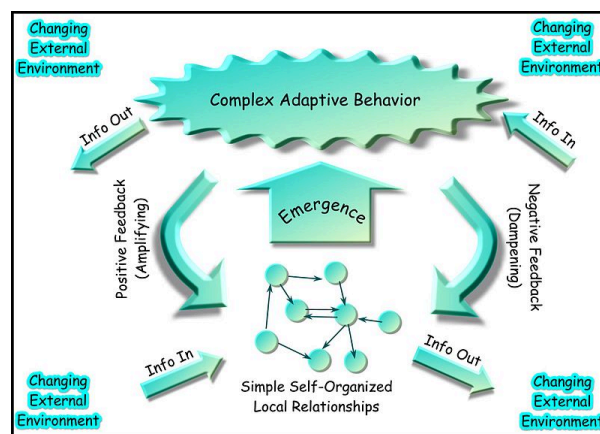 Changing
External
Environment
Changing
External
Environment
Complex Adaptive Behavior
Info Out
Info In
Positive Feedback
(Amplifying)
Emergence
Negative Feedback
(Dampening)
Info In
Info Out
Simple Self-Organized
Local Relationships
Changing
External
Environment
Changing
External
Environment